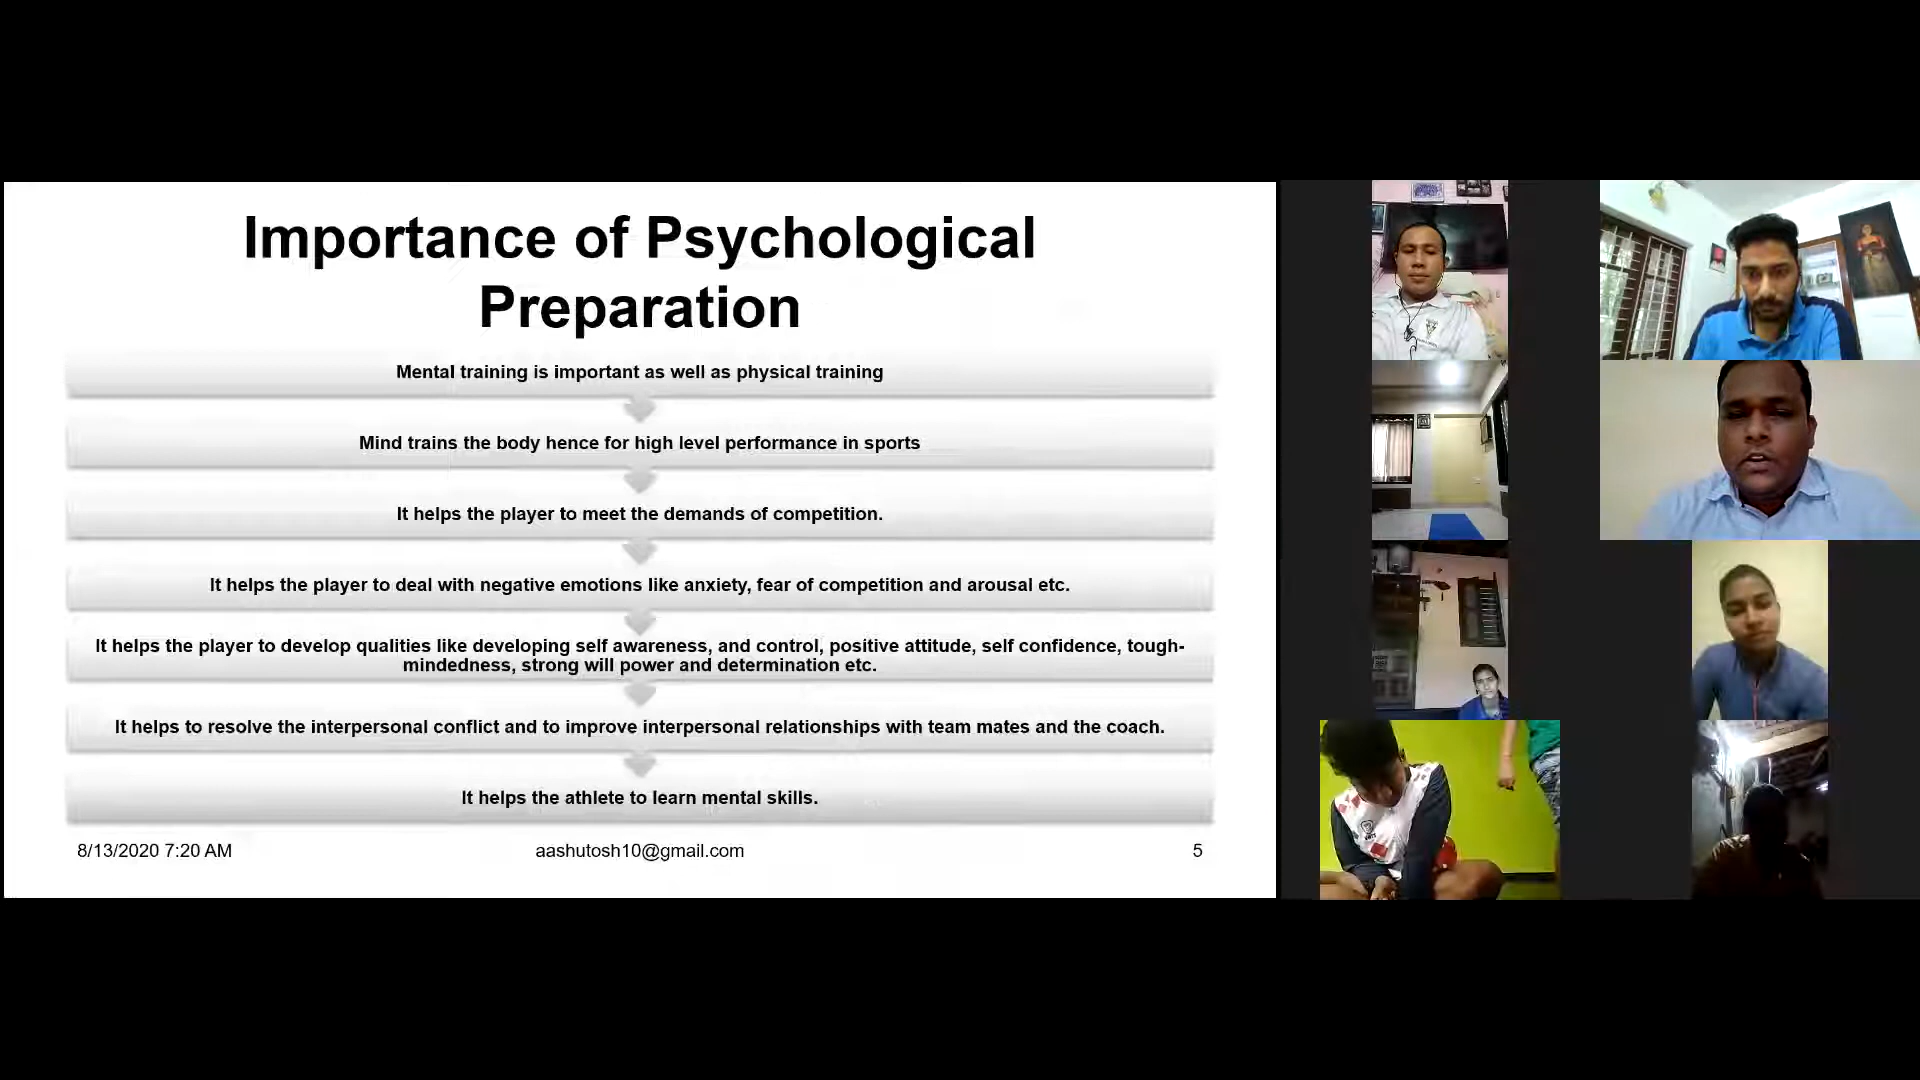 Importance of Psychological
Preparation
Mental training is important as well as physical training
Mind trains the body hence for high level performance in sports
It helps the player to meet the demands of competition.
It helps the player to deal with negative emotions like anxiety, fear of competition and arousal etc.
It helps the player to develop qualities like developing self awareness, and control, positive attitude, self confidence, tough-
mindedness, strong will power and determination etc.
It helps to resolve the interpersonal conflict and to improve interpersonal relationships with team mates and the coach.
It helps the athlete to learn mental skills.
8/13/2020 7:20 AM
aashutosh10@gmail.com
5